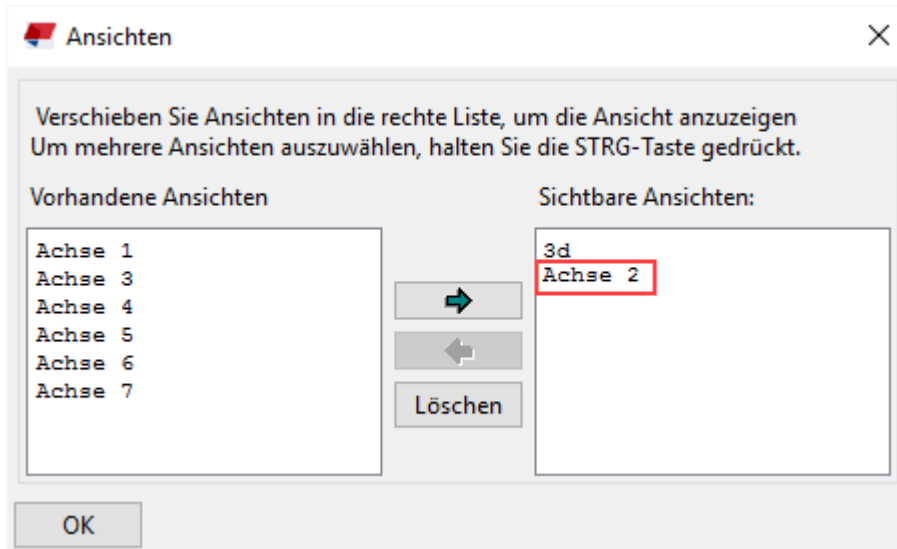 Ansichten
Verschieben Sie Ansichten in die rechte Liste, um die Ansicht anzuzeigen
Um mehrere Ansichten auszuwählen, halten Sie die STRG-Taste gedrückt.
Vorhandene Ansichten
Achse 1
Achse 3
Achse 4
Achse 5
Achse 6
Achse 7
Löschen
Sichtbare Ansichten:
3d
Achse 2
OK